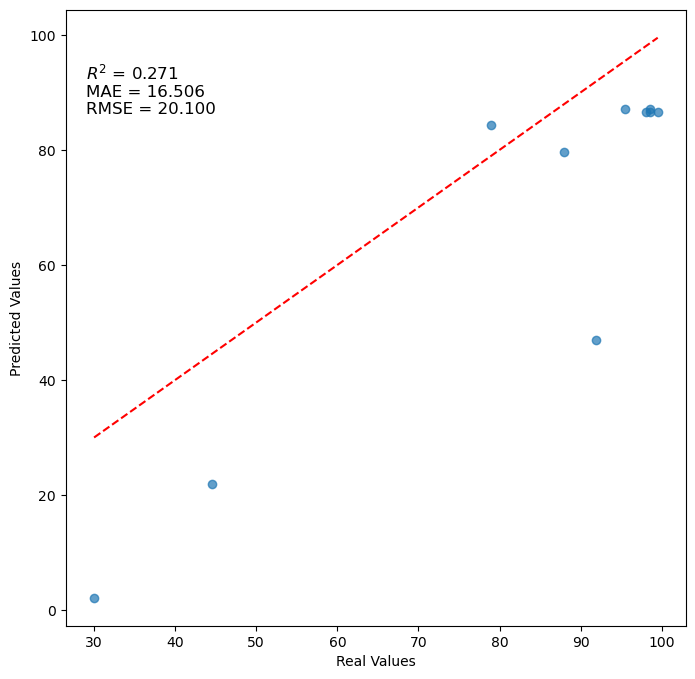 100
80
60
40
20
0
Predicted Values
R² = 0.271
MAE = 16.506
RMSE = 20.100
30 40 50 60 70 80 90 100
Real Values